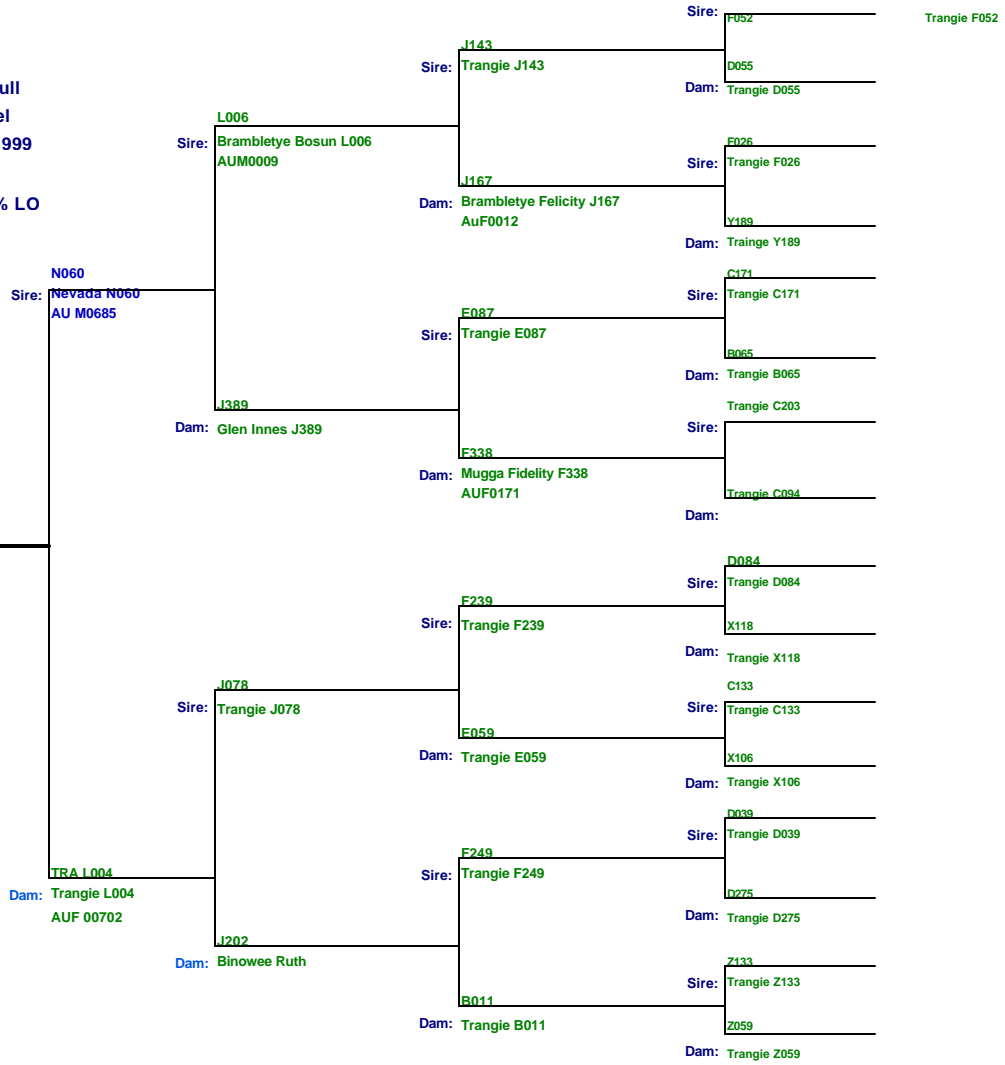 Sire:
F052
Trangie F052
D055
Dam: Trangie D055
J143
Sire: Trangie J143
ull
el
999
% LO
L006
Sire: Brambletye Bosun L006
AUM0009
F026
Sire: Trangie F026
J167
Dam: Brambletye Felicity J167
AuF0012
Y189
Dam: Trainge Y189
N060
Sire: Nevada N060
AU M0685
C171
Sire: Trangie C171
E087
Sire: Trangie E087
B065
Dam: Trangie B065
J389
Dam: Glen Innes J389
Trangie C203
Sire:
F338
Dam: Mugga Fidelity F338
AUF0171
Trangie C094
Dam:
D084
Sire: Trangie D084
F239
Sire: Trangie F239
X118
Dam: Trangie X118
J078
Sire: Trangie J078
C133
Sire: Trangie C133
E059
Dam: Trangie E059
X106
Dam: Trangie X106
D039
Sire: Trangie D039
F249
Sire: Trangie F249
D275
Dam: Trangie D275
TRA L004
Dam: Trangie L004
AUF 00702
J202
Dam: Binowee Ruth
Z133
Sire: Trangie Z133
B011
Dam: Trangie B011
Z059
Dam: Trangie Z059